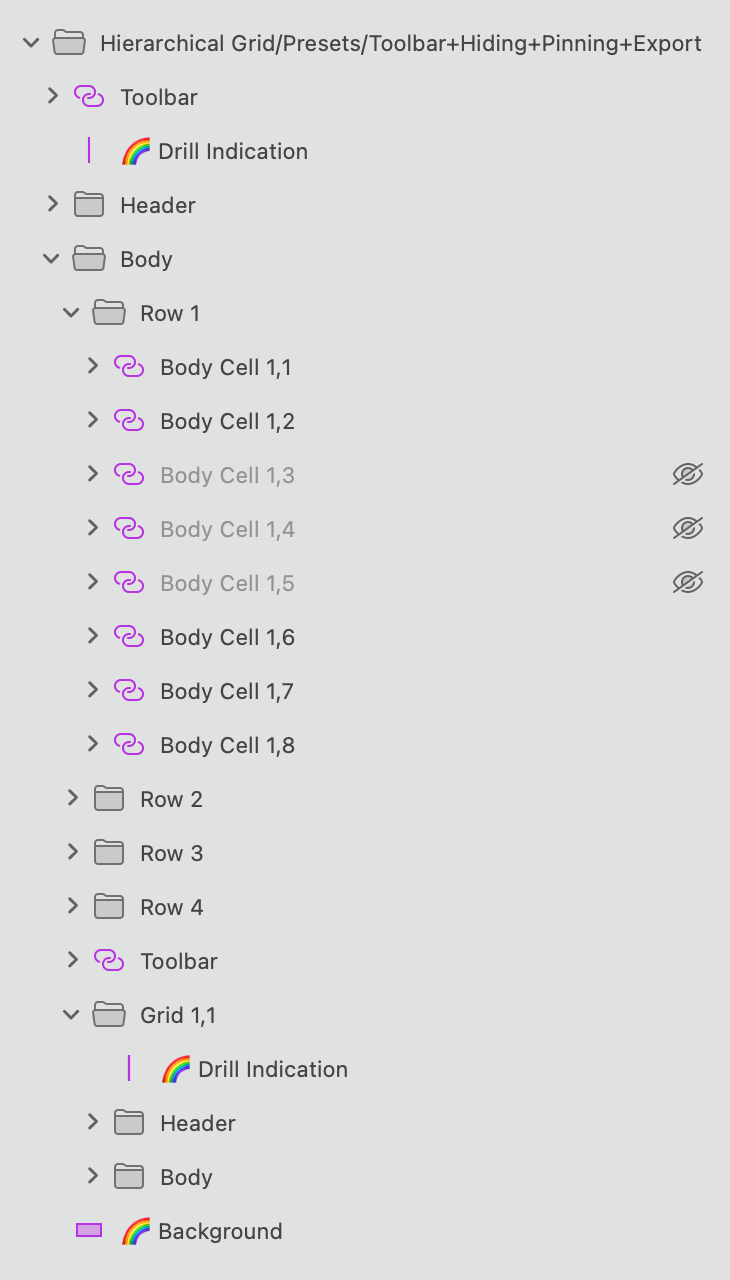 Hierarchical Grid/Presets/Toolbar+Hiding+Pinning+Export
Toolbar
🌈 Drill Indication
Header
Body
Row 1
Body Cell 1,1
Body Cell 1,2
Body Cell 1,3
Body Cell 1,4
Body Cell 1,5
Body Cell 1,6
Body Cell 1,7
Body Cell 1,8
Row 2
Row 3
Row 4
Toolbar
Grid 1,1
🌈 Drill Indication
Header
Body
🌈 Background